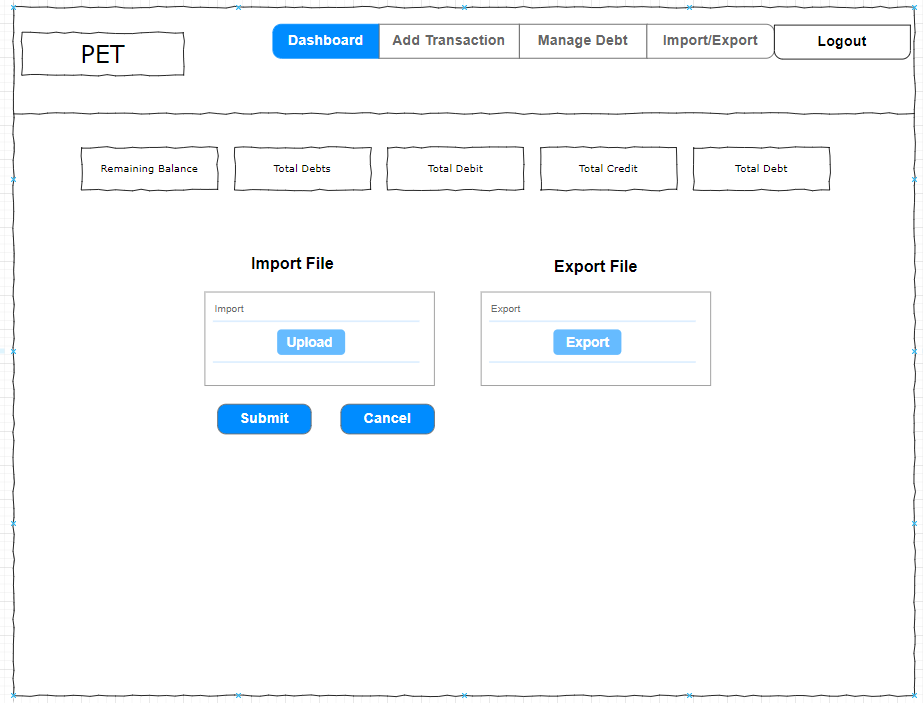 PET
Dashboard
Add Transaction
Manage Debt
Import/Export
Logout
Remaining Balance
Total Debts
Total Debit
Total Credit
Total Debt
Import File
Import
Upload
Submit
Cancel
Export File
Export
Export